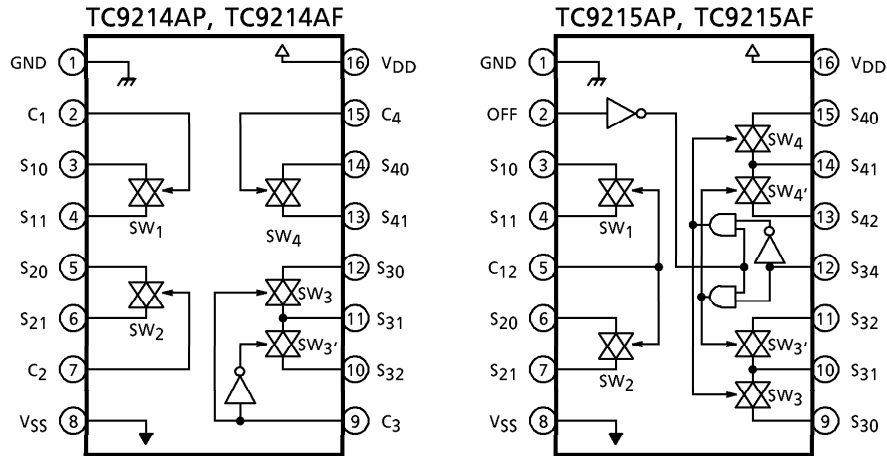 TC9214AP, TC9214AF
GND 1
16 VDD
C1 2
15 C4
S10 3
14 S40
S11 4
SW1
13 S41
SW4
S20 5
12 S30
SW3
S21 6
SW2
11 S31
SW3'
C2 7
10 S32
VSS 8
9 C3
TC9215AP, TC9215AF
GND 1
16 VDD
OFF 2
15 S40
SW4
S10 3
14 S41
SW4'
S11 4
SW1
13 S42
C12 5
12 S34
S20 6
11 S32
SW3'
S21 7
SW2
10 S31
SW3
VSS 8
9 S30